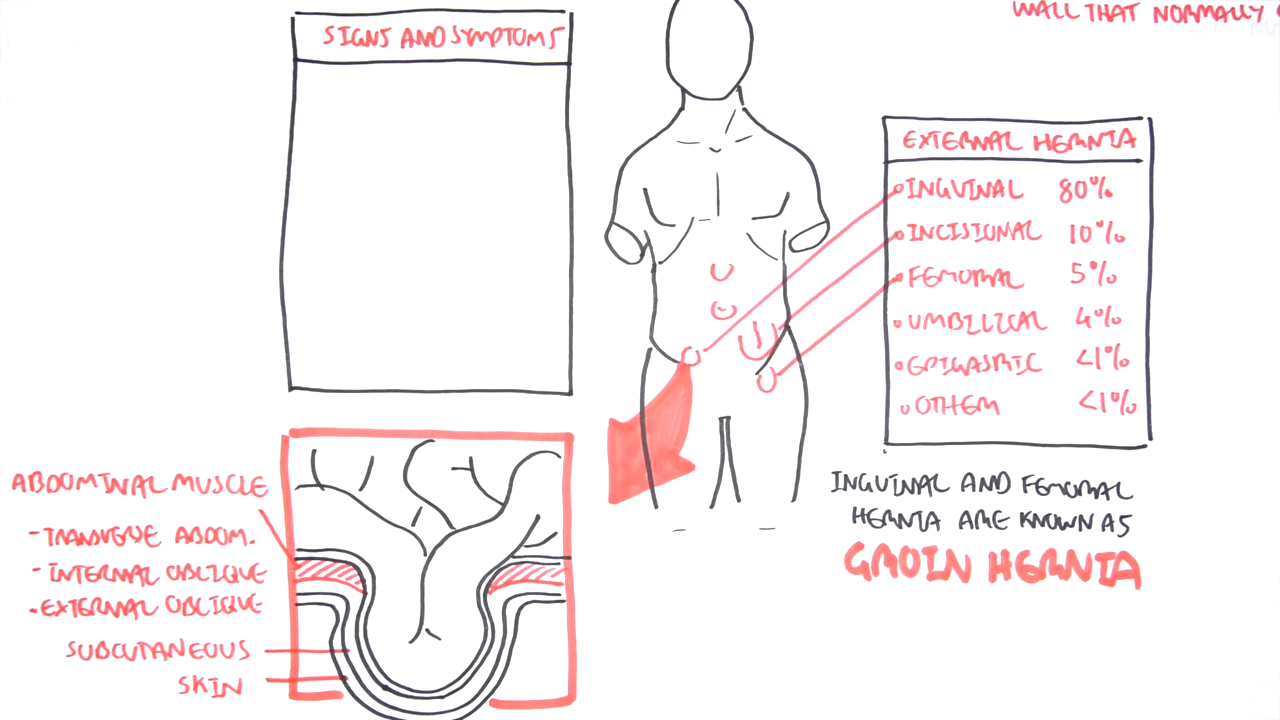 WALL THAT NORMALLY
SIGNS AND SYMPTOMS
EXTERNAL HERNIA
INGUINAL 80%
INCISIONAL 10%
FEMORAL 5%
UMBILICAL 4%
EPIGASTRIC <1%
OTHER <1%
INGUINAL AND FEMORAL
HERNIA ARE KNOWN AS
GROIN HERNIA
ABDOMINAL MUSCLE
- TRANSVERSE ABDOM.
- INTERNAL OBLIQUE
• EXTERNAL OBLIQUE
SUBCUTANEOUS
SKIN